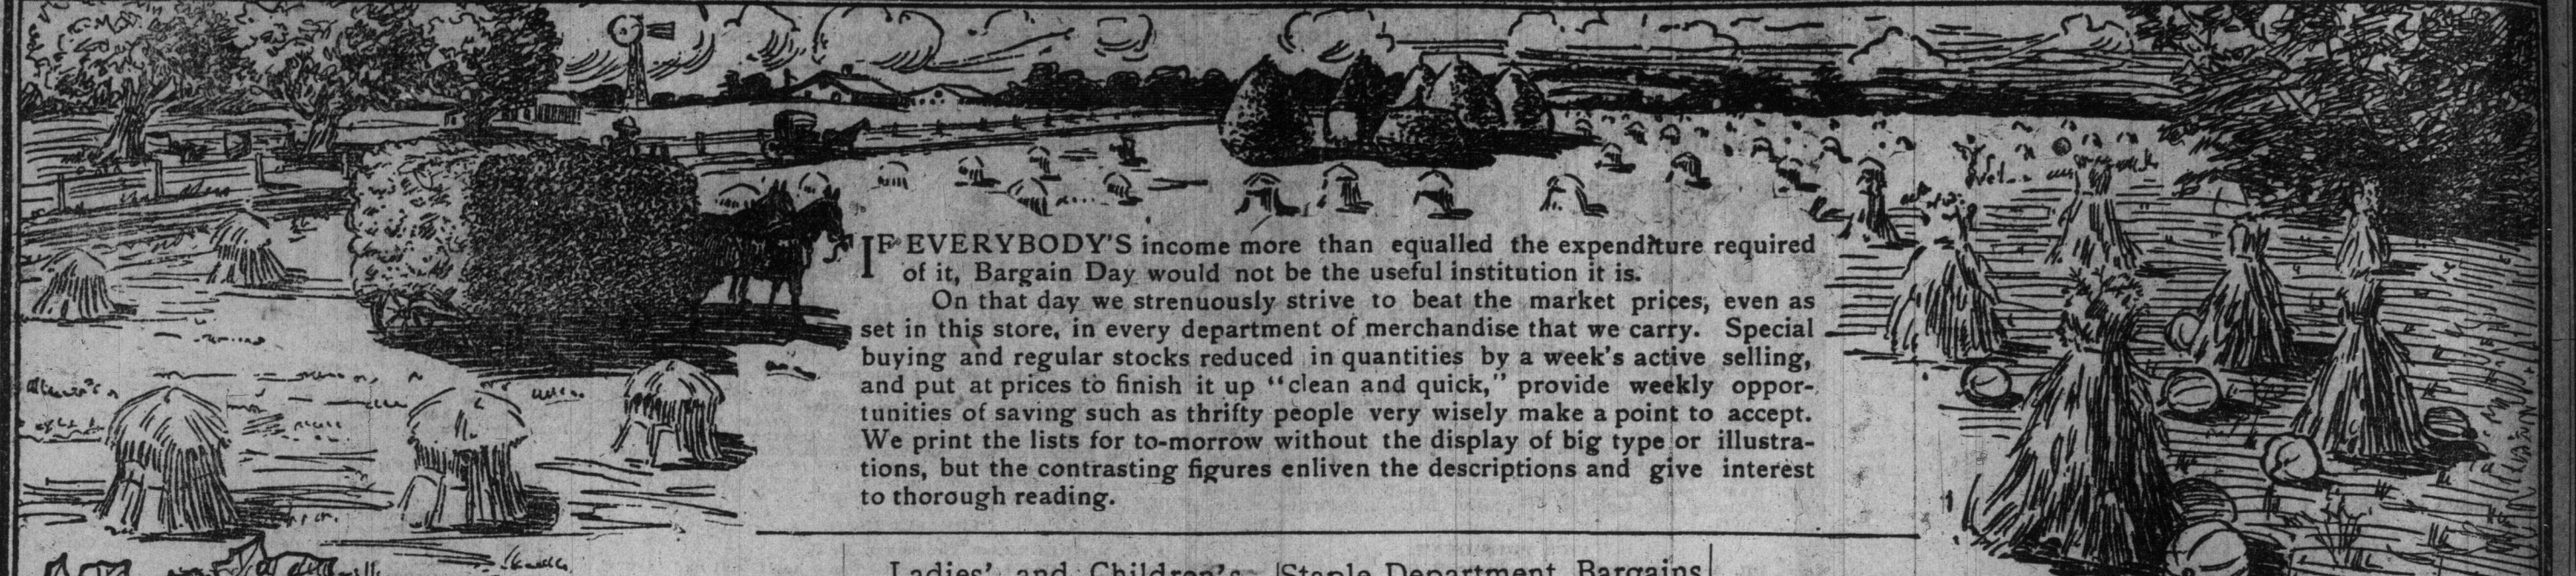 IF EVERYBODY'S income more than equalled the expenditure required
of it, Bargain Day would not be the useful institution it is.
On that day we strenuously strive to beat the market prices, even as
set in this store, in every department of merchandise that we carry. Special
buying and regular stocks reduced in quantities by a week's active selling,
and put at prices to finish it up "clean and quick," provide weekly oppor-
tunities of saving such as thrifty people very wisely make a point to accept.
We print the lists for to-morrow without the display of big type or illustra-
tions, but the contrasting figures enliven the descriptions and give interest
to thorough reading.
Ladies' and Children's
Staple Department Bargains